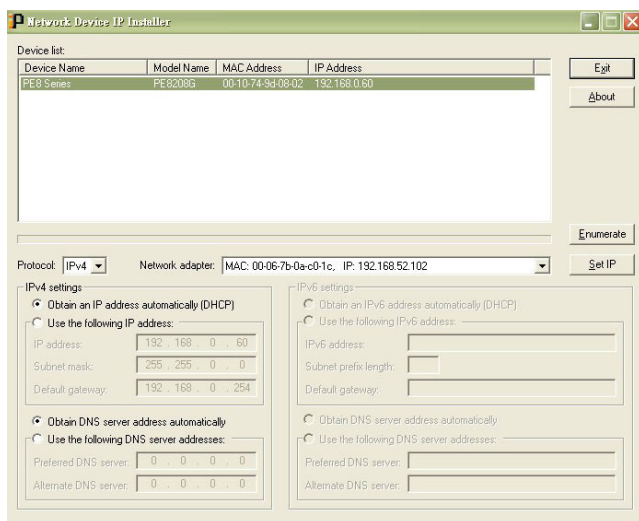 Network Device IP Installer
Device list:
Device Name Model Name MAC Address IP Address
PE8 Series PE8208G 00-10-74-9d-08-02 192.168.0.60
Exit
About
Enumerate
Protocol: IPv4 Network adapter: MAC: 00-06-7b-0a-c0-1c, IP: 192.168.52.102 Set IP
IPv4 settings
Obtain an IP address automatically (DHCP)
Use the following IP address:
IP address: 192 . 168 . 0 . 60
Subnet mask: 255 . 255 . 0 . 0
Default gateway: 192 . 168 . 0 . 254
Obtain DNS server address automatically
Use the following DNS server addresses:
Preferred DNS server: 0 . 0 . 0 . 0
Alternate DNS server: 0 . 0 . 0 . 0
IPv6 settings
Obtain an IPv6 address automatically (DHCP)
Use the following IPv6 address:
IPv6 address:
Subnet prefix length:
Default gateway:
Obtain DNS server address automatically
Use the following DNS server addresses:
Preferred DNS server:
Alternate DNS server: